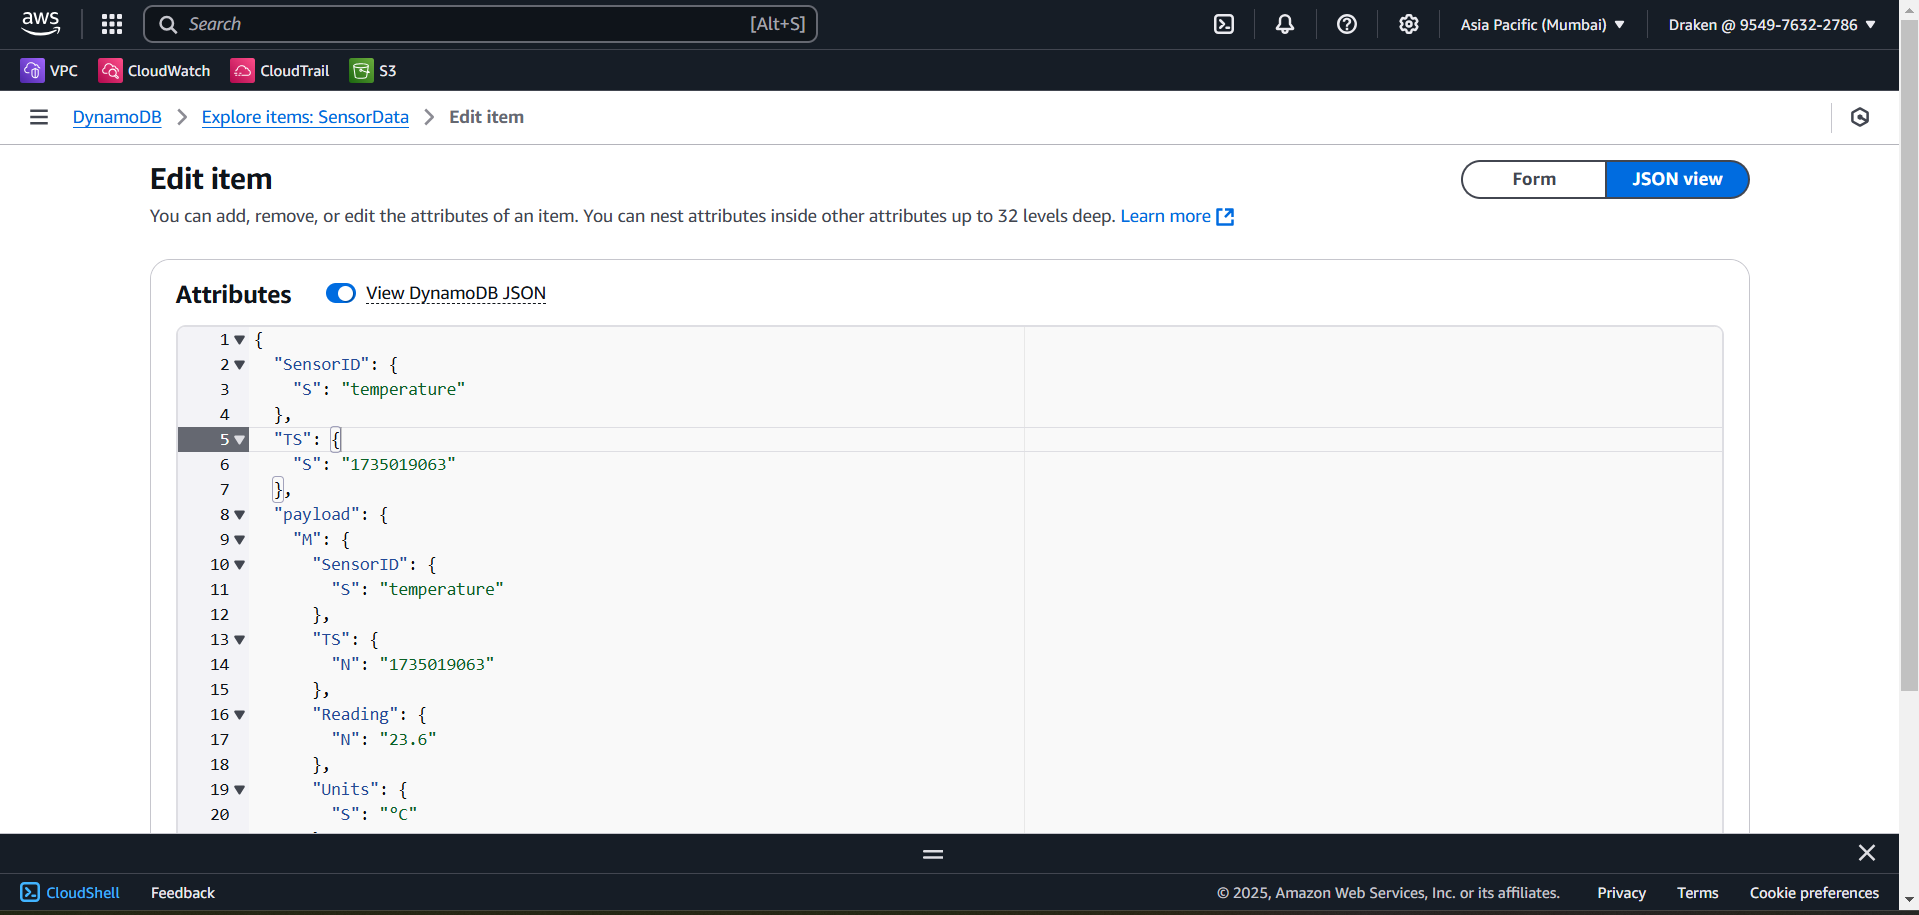 aws
Search
[Alt+S]
Asia Pacific (Mumbai)
Draken @ 9549-7632-2786
VPC
CloudWatch
CloudTrail
S3
DynamoDB
Explore items: SensorData
Edit item
Edit item
Form
JSON view
You can add, remove, or edit the attributes of an item. You can nest attributes inside other attributes up to 32 levels deep. Learn more
Attributes
View DynamoDB JSON
1 {
2 "SensorID": {
3 "S": "temperature"
4 },
5 "TS": {
6 "S": "1735019063"
7 },
8 "payload": {
9 "M": {
10 "SensorID": {
11 "S": "temperature"
12 },
13 "TS": {
14 "N": "1735019063"
15 },
16 "Reading": {
17 "N": "23.6"
18 },
19 "Units": {
20 "S": "°C"
CloudShell
Feedback
© 2025, Amazon Web Services, Inc. or its affiliates.
Privacy
Terms
Cookie preferences